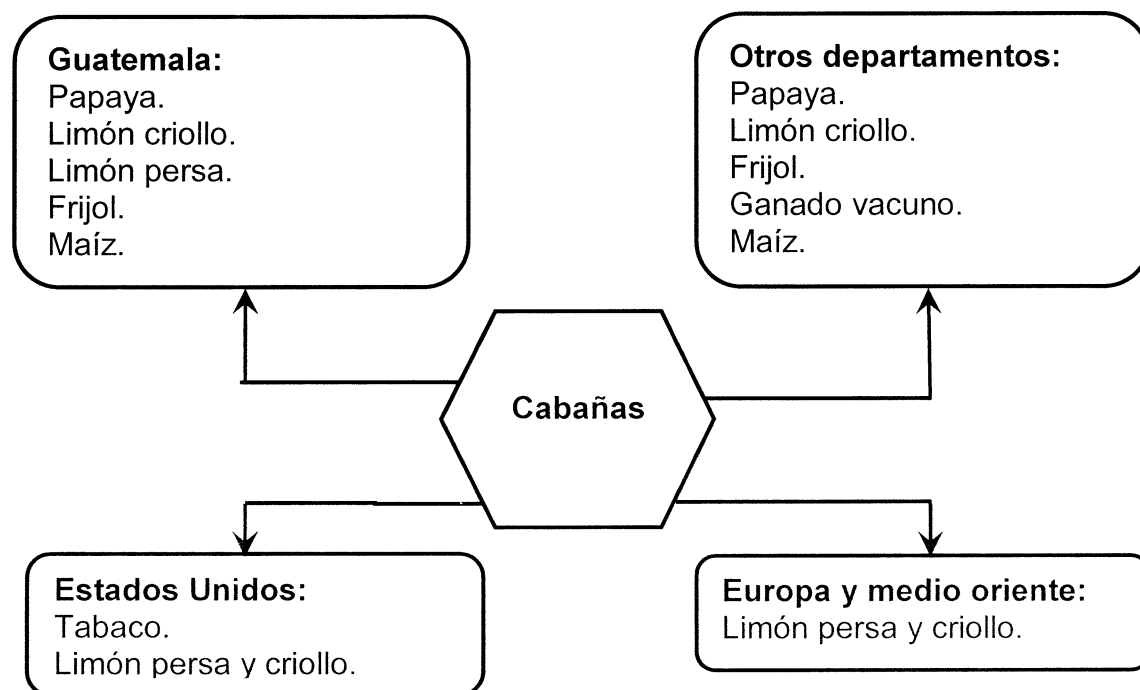 Guatemala:
Papaya.
Limón criollo.
Limón persa.
Frijol.
Maíz.
Otros departamentos:
Papaya.
Limón criollo.
Frijol.
Ganado vacuno.
Maíz.
Cabañas
Estados Unidos:
Tabaco.
Limón persa y criollo.
Europa y medio oriente:
Limón persa y criollo.